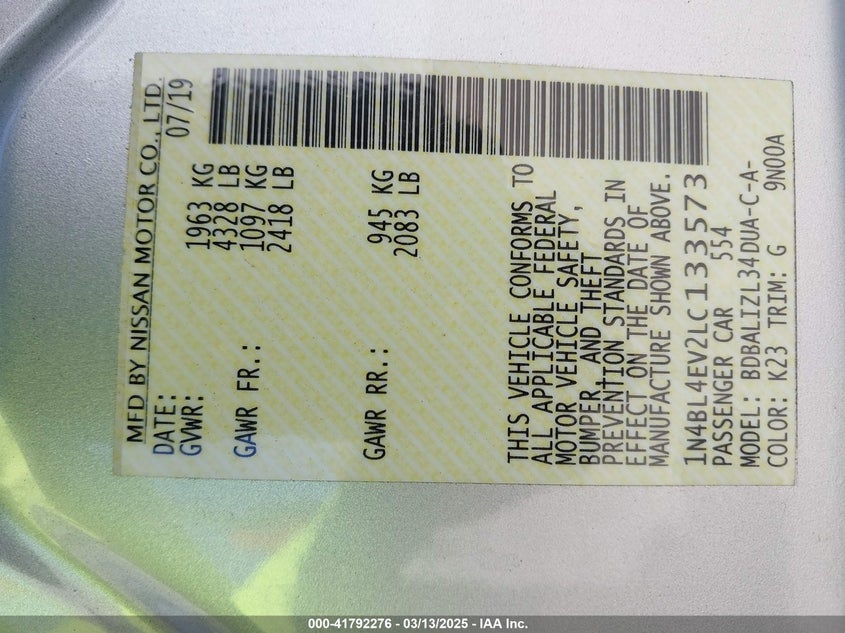 MFD BY NISSAN MOTOR CO., LTD.
DATE: 07/19
GVWR: 1963 KG
4328 LB
GAWR FR.: 1097 KG
2418 LB
GAWR RR.: 945 KG
2083 LB
THIS VEHICLE CONFORMS TO
ALL APPLICABLE FEDERAL
MOTOR VEHICLE SAFETY,
BUMPER, AND THEFT
PREVENTION STANDARDS IN
EFFECT ON THE DATE OF
MANUFACTURE SHOWN ABOVE.
1N4BL4EV2LC133573
PASSENGER CAR 554
MODEL: BDBALIZL34DUA-C-A-
COLOR: K23 TRIM: G 9N00A
000-41792276 - 03/13/2025 - IAA Inc.